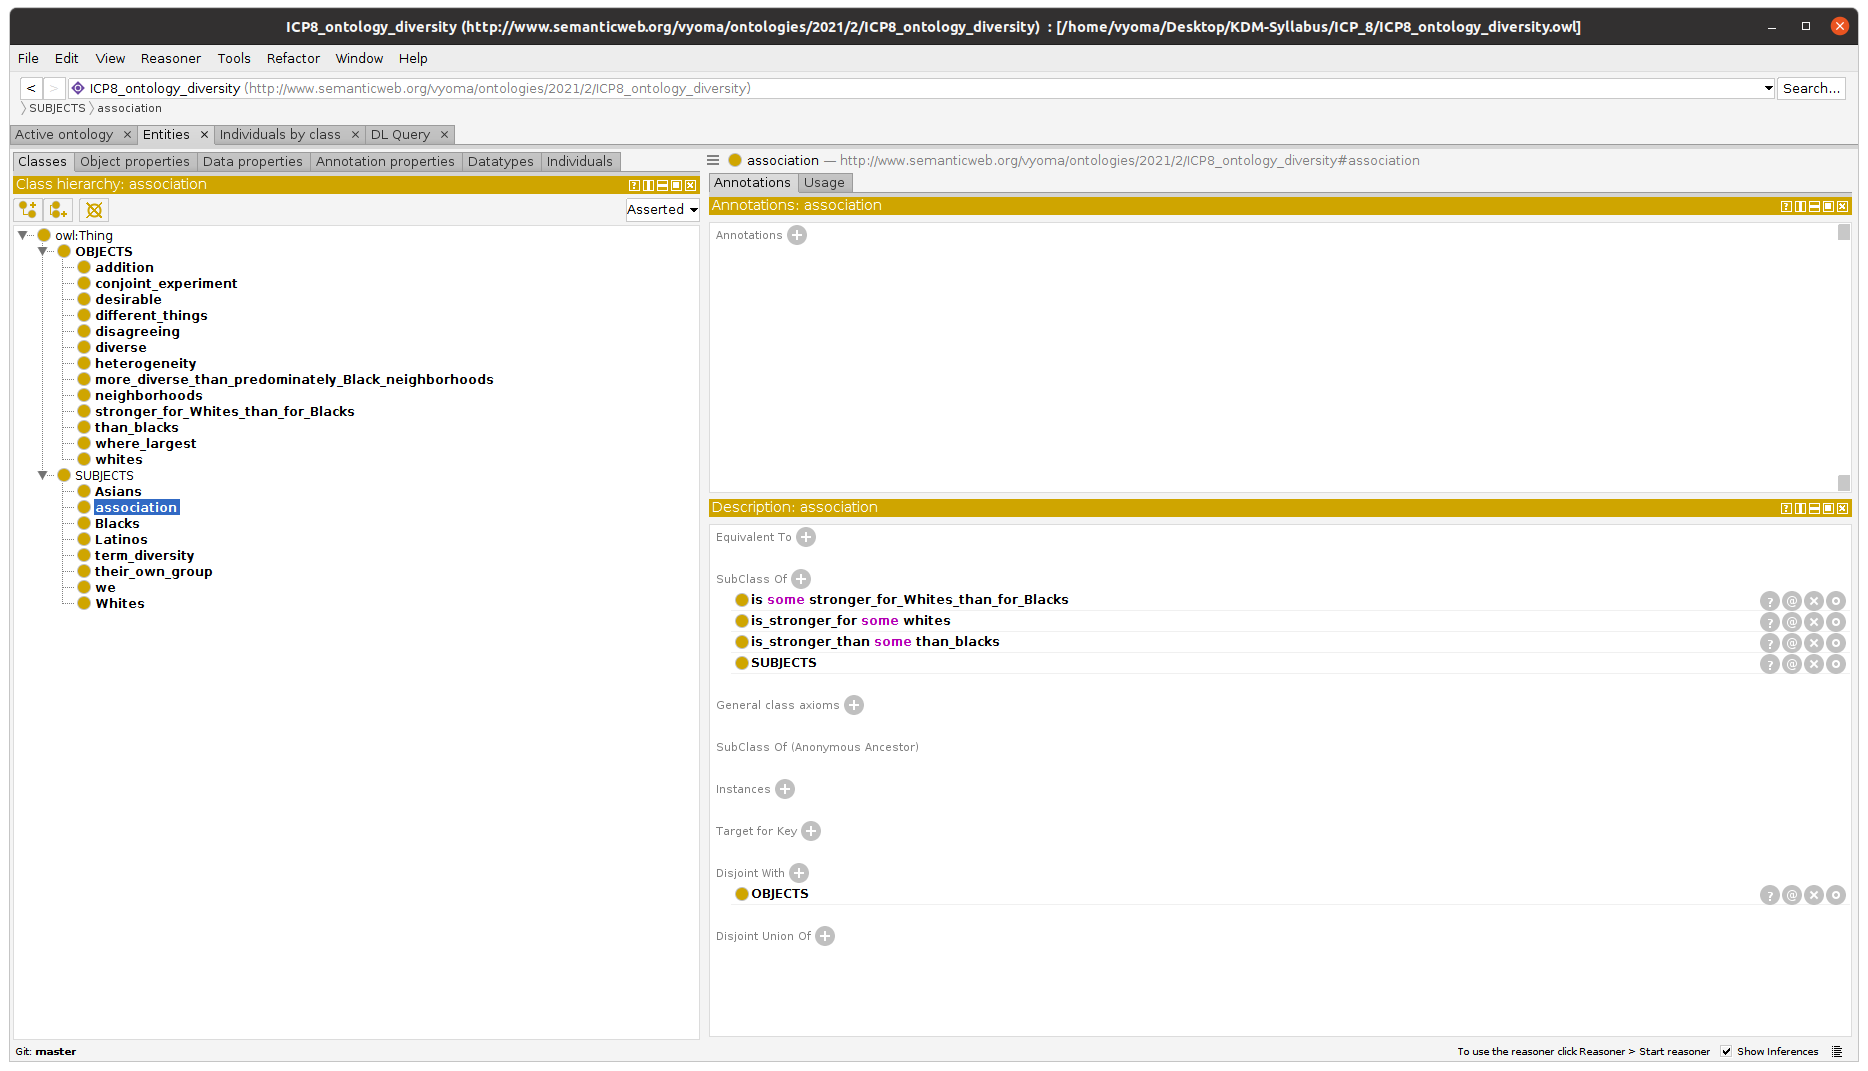 ICP8_ontology_diversity (http://www.semanticweb.org/vyoma/ontologies/2021/2/ICP8_ontology_diversity) : [/home/vyoma/Desktop/KDM-Syllabus/ICP_8/ICP8_ontology_diversity.owl]
File Edit View Reasoner Tools Refactor Window Help
< > ICP8_ontology_diversity (http://www.semanticweb.org/vyoma/ontologies/2021/2/ICP8_ontology_diversity) Search...
SUBJECTS association
Active ontology × Entities × Individuals by class × DL Query ×
Classes Object properties Data properties Annotation properties Datatypes Individuals
Class hierarchy: association
Asserted
owl:Thing
OBJECTS
addition
conjoint_experiment
desirable
different_things
disagreeing
diverse
heterogeneity
more_diverse_than_predominately_Black_neighborhoods
neighborhoods
stronger_for_Whites_than_for_Blacks
than_blacks
where_largest
whites
SUBJECTS
Asians
association
Blacks
Latinos
term_diversity
their_own_group
we
Whites
association — http://www.semanticweb.org/vyoma/ontologies/2021/2/ICP8_ontology_diversity#association
Annotations Usage
Annotations: association
Annotations
Description: association
Equivalent To
SubClass Of
is some stronger_for_Whites_than_for_Blacks
is_stronger_for some whites
is_stronger_than some than_blacks
SUBJECTS
General class axioms
SubClass Of (Anonymous Ancestor)
Instances
Target for Key
Disjoint With
OBJECTS
Disjoint Union Of
Git: master
To use the reasoner click Reasoner > Start reasoner Show Inferences